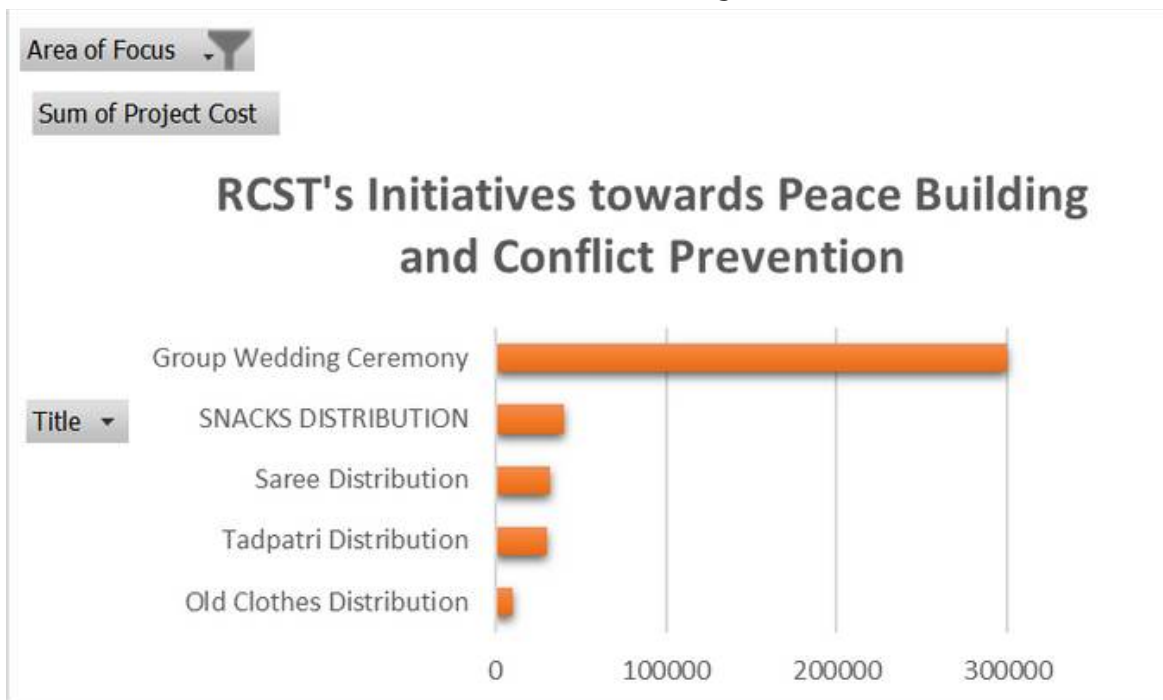 Area of Focus
Sum of Project Cost
RCST's Initiatives towards Peace Building
and Conflict Prevention
Group Wedding Ceremony
SNACKS DISTRIBUTION
Title
Saree Distribution
Tadpatri Distribution
Old Clothes Distribution
0 100000 200000 300000